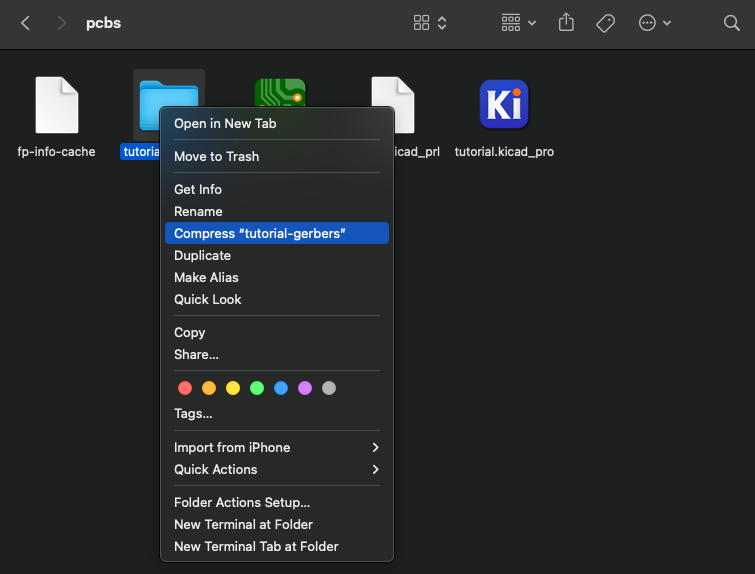 pcbs
Ki
fp-info-cache
tutoria
icad_prl
tutorial.kicad_pro
Open in New Tab
Move to Trash
Get Info
Rename
Compress “tutorial-gerbers”
Duplicate
Make Alias
Quick Look
Copy
Share...
Tags...
Import from iPhone
Quick Actions
Folder Actions Setup...
New Terminal at Folder
New Terminal Tab at Folder